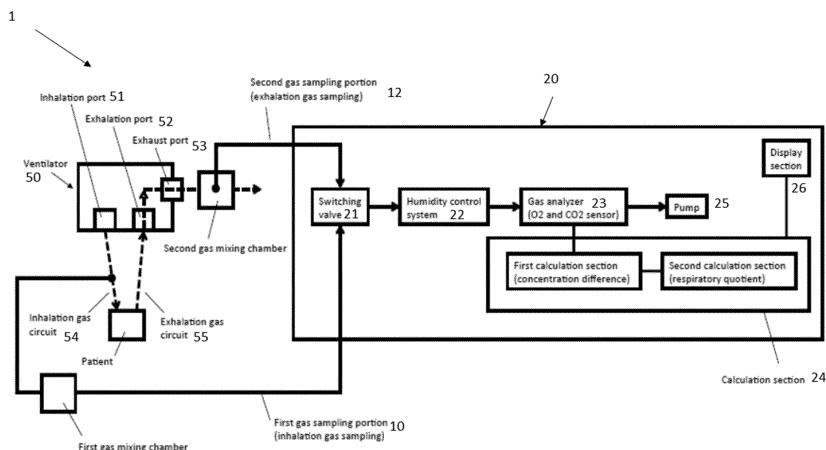 1
Second gas sampling portion 12
(exhalation gas sampling)
20
Inhalation port 51
Exhalation port 52
Exhaust port
53
Ventilator
50
Second gas mixing chamber
Display
section
26
Switching
valve 21
Humidity control
system 22
Gas analyzer 23
(O2 and CO2 sensor)
Pump
25
First calculation section
(concentration difference)
Second calculation section
(respiratory quotient)
Inhalation gas
circuit 54
Exhalation gas
circuit 55
Patient
Calculation section 24
First gas sampling portion 10
(inhalation gas sampling)
First gas mixing chamber